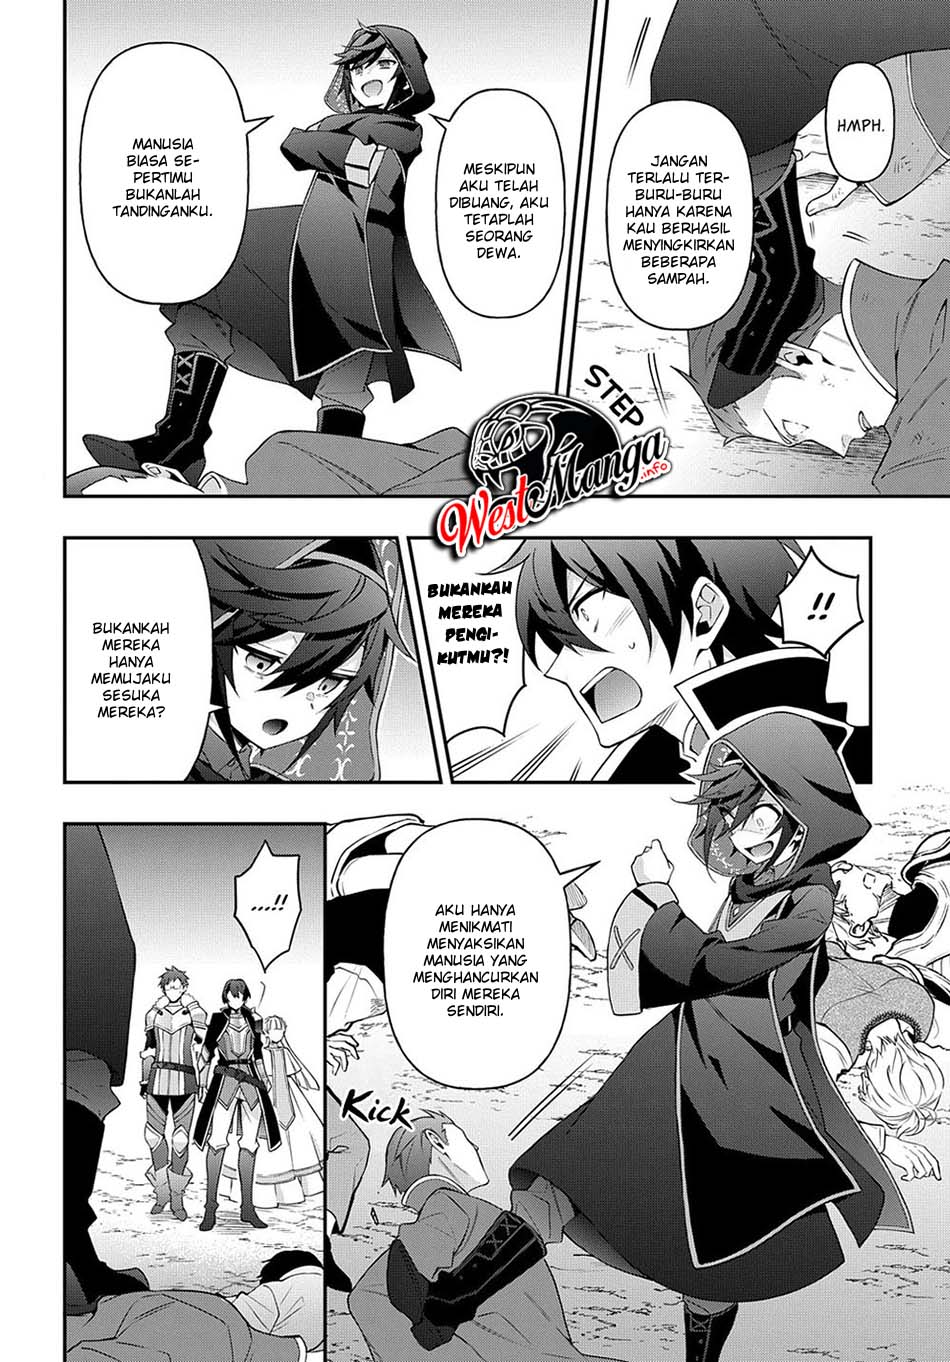 HMPH.
JANGAN
TERLALU TER-
BURU-BURU
HANYA KARENA
KAU BERHASIL
MENYINGKIRKAN
BEBERAPA
SAMPAH.
STEP
MESKIPUN
AKU TELAH
DIBUANG, AKU
TETAPLAH
SEORANG
DEWA.
MANUSIA
BIASA SE-
PERTIMU
BUKANLAH
TANDINGANKU.
WestManga
.info
!!
BUKANKAH
MEREKA
PENGI-
KUTMU?!
BUKANKAH
MEREKA
HANYA
MEMUJAKU
SESUKA
MEREKA?
AKU HANYA
MENIKMATI
MENYAKSIKAN
MANUSIA YANG
MENGHANCURKAN
DIRI MEREKA
SENDIRI.
Kick
.....!!